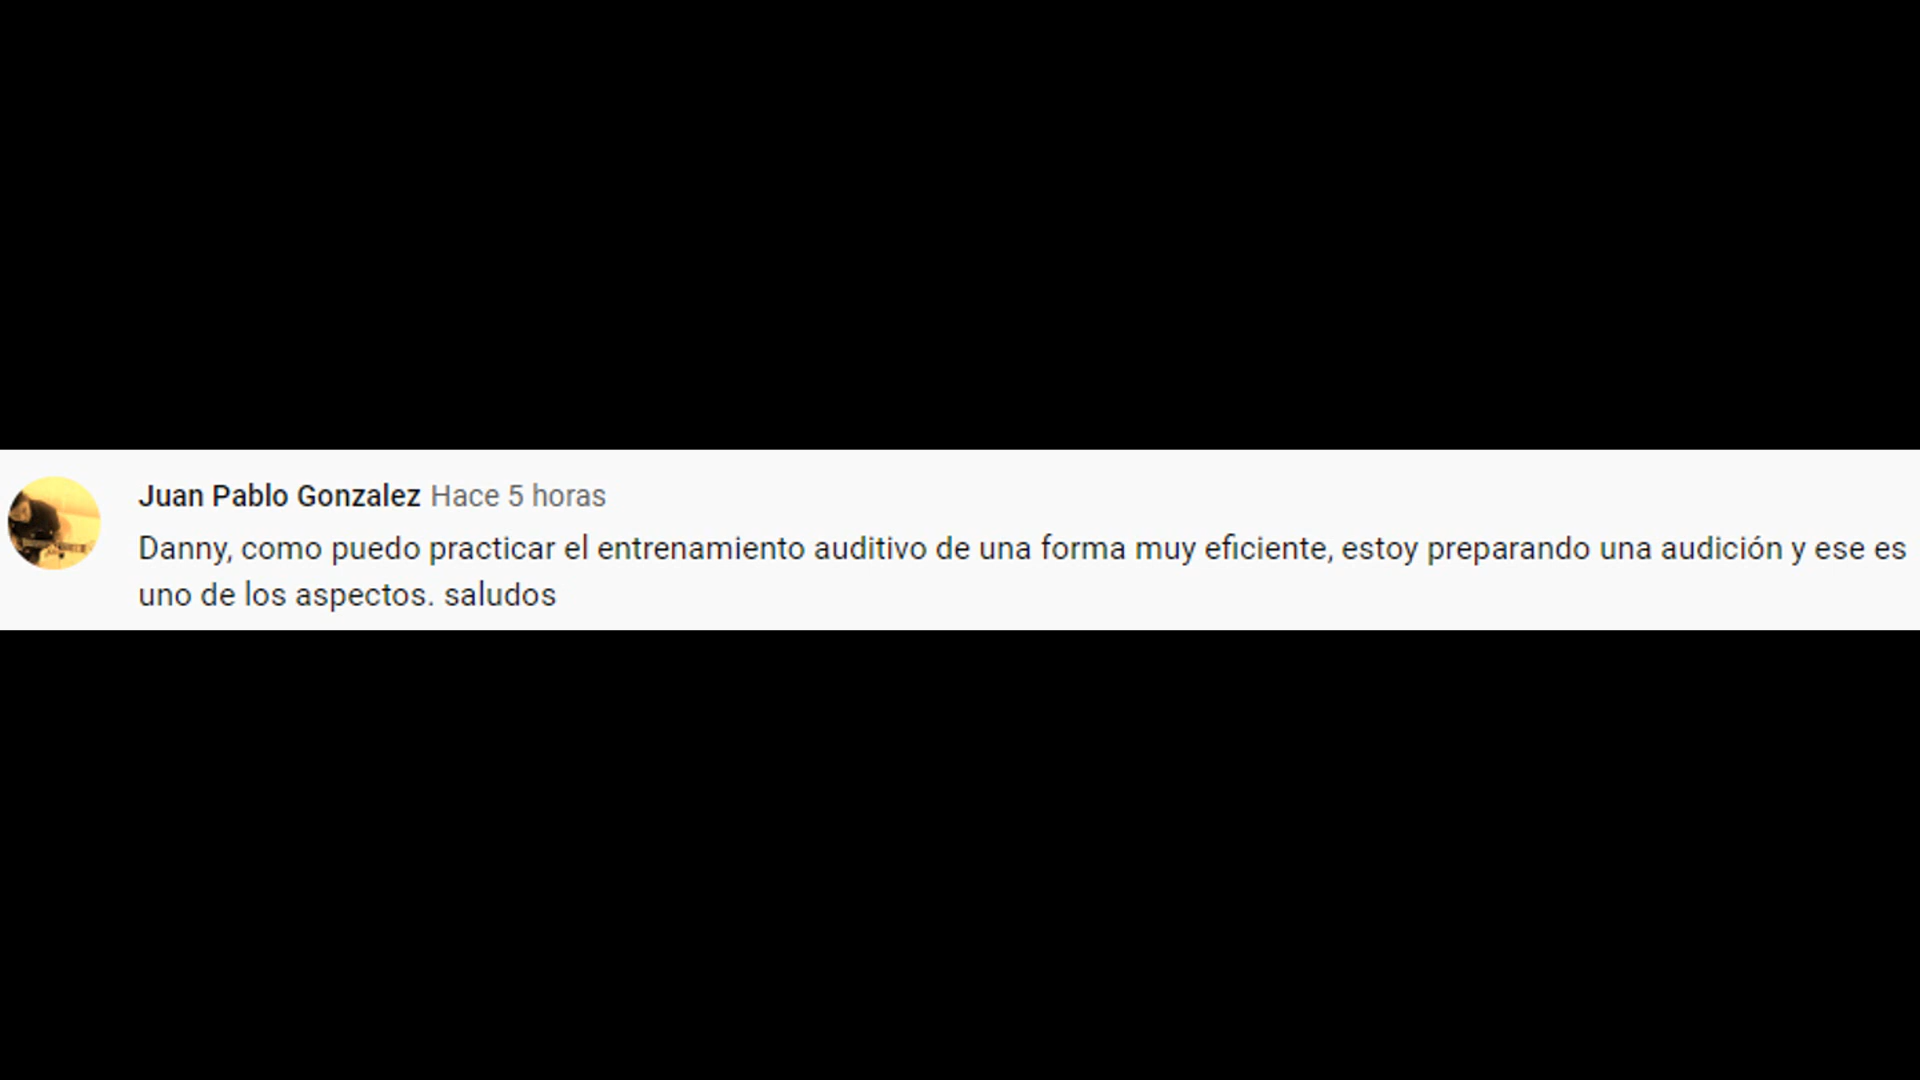 Juan Pablo Gonzalez Hace 5 horas
Danny, como puedo practicar el entrenamiento auditivo de una forma muy eficiente, estoy preparando una audición y ese es
uno de los aspectos. saludos